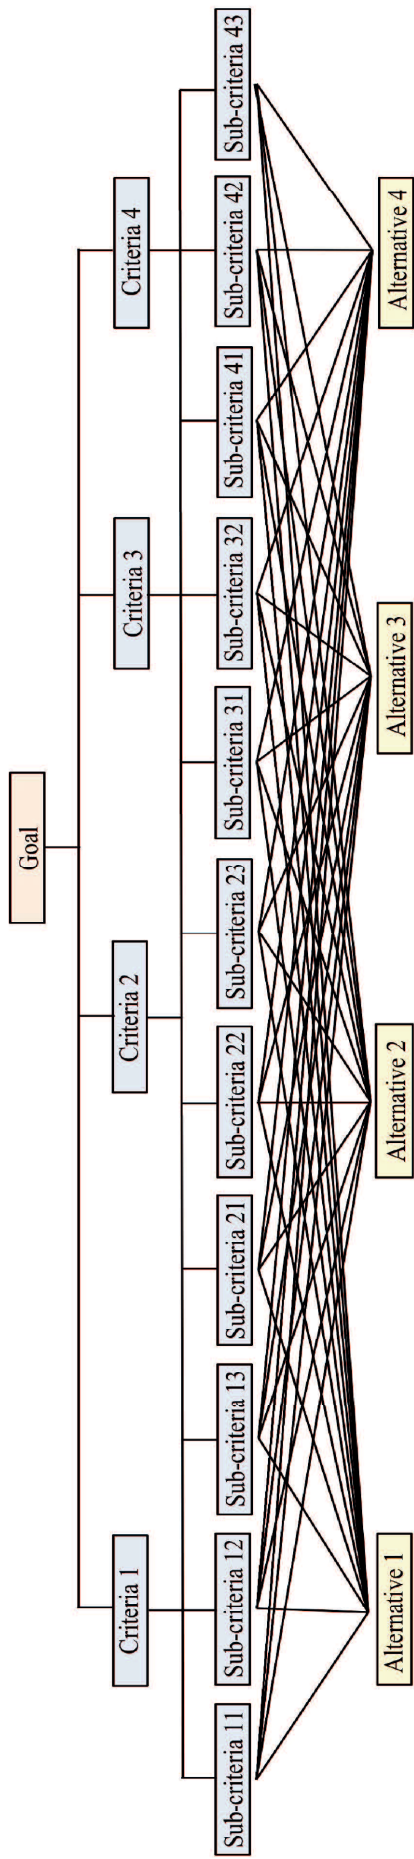 Goal
Criteria 1
Criteria 2
Criteria 3
Criteria 4
Sub-criteria 11
Sub-criteria 12
Sub-criteria 13
Sub-criteria 21
Sub-criteria 22
Sub-criteria 23
Sub-criteria 31
Sub-criteria 32
Sub-criteria 41
Sub-criteria 42
Sub-criteria 43
Alternative 1
Alternative 2
Alternative 3
Alternative 4